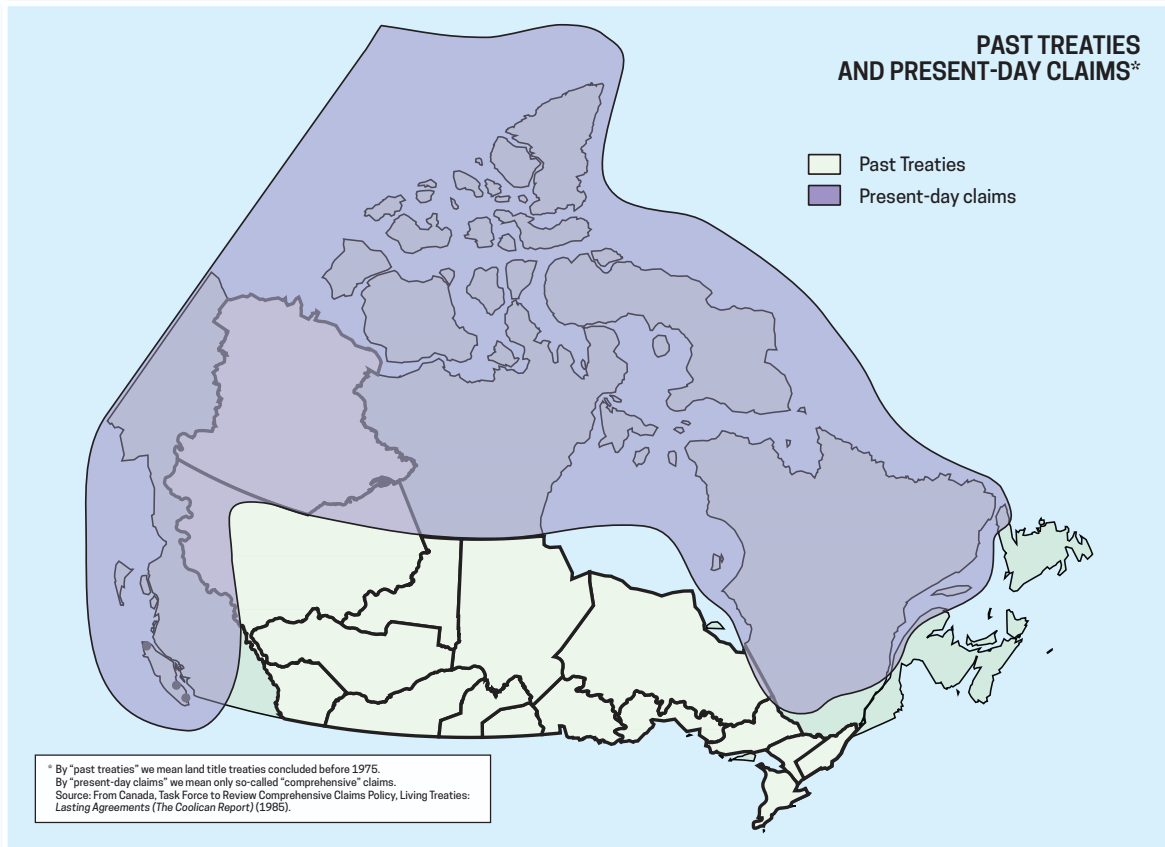 PAST TREATIES
AND PRESENT-DAY CLAIMS*
Past Treaties
Present-day claims
* By “past treaties” we mean land title treaties concluded before 1975.
By “present-day claims” we mean only so-called “comprehensive” claims.
Source: From Canada, Task Force to Review Comprehensive Claims Policy, Living Treaties:
Lasting Agreements (The Coolican Report) (1985).